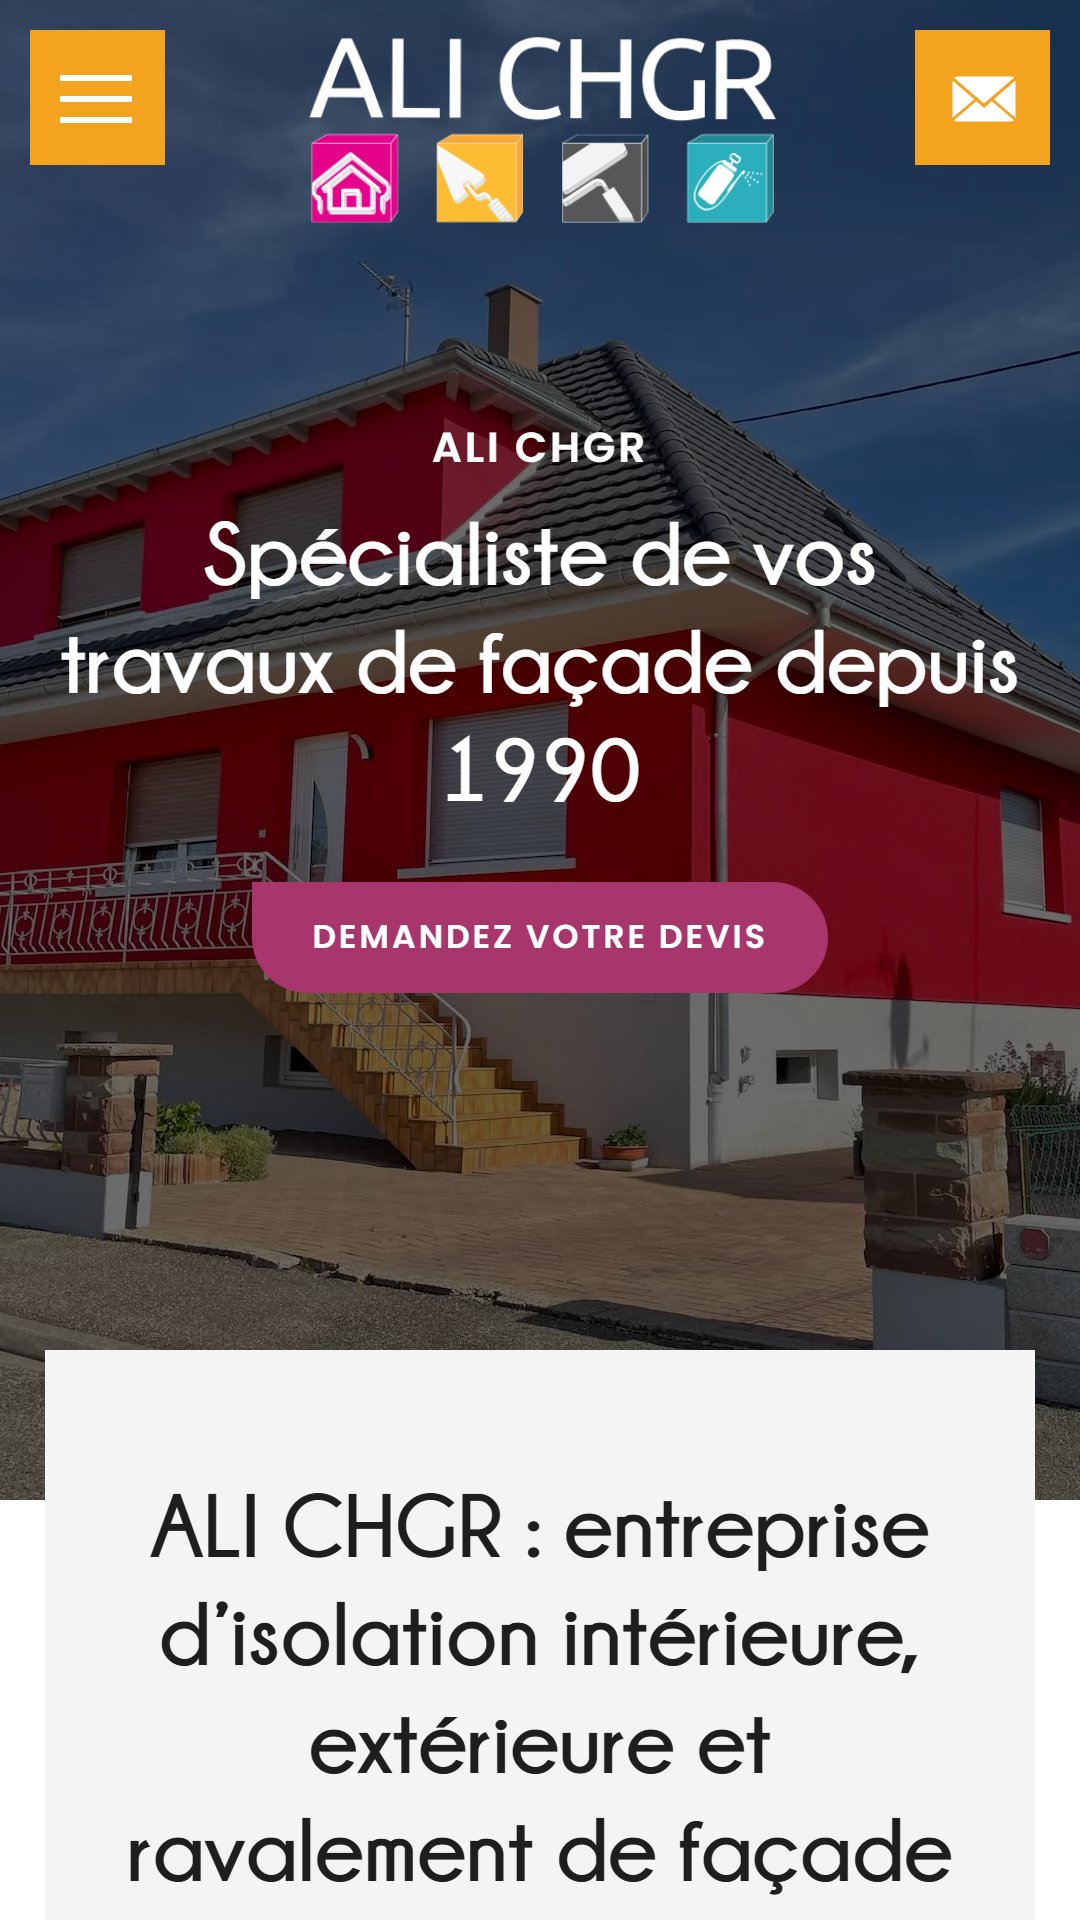 ALI CHGR
ALI CHGR
Spécialiste de vos
travaux de façade depuis
1990
DEMANDEZ VOTRE DEVIS
ALI CHGR : entreprise
d’isolation intérieure,
extérieure et
ravalement de façade